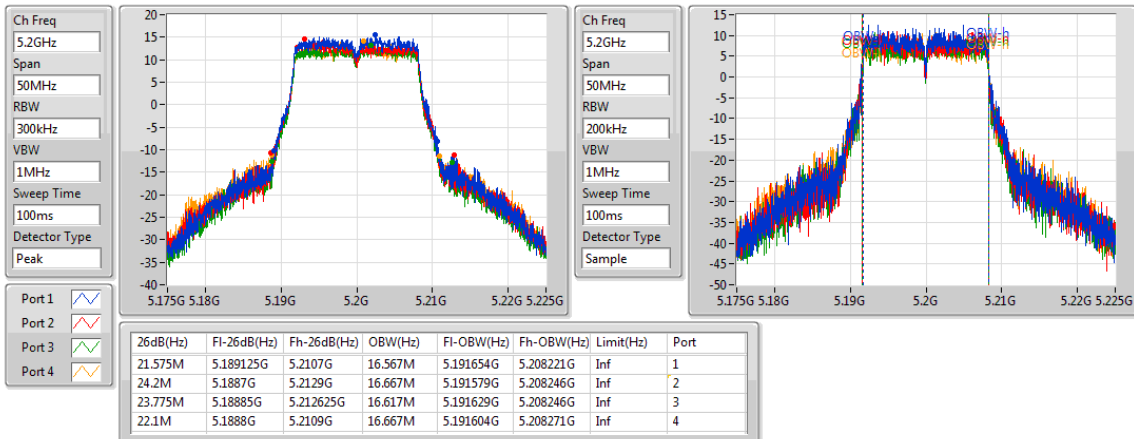 Ch Freq
5.2GHz
Span
50MHz
RBW
300kHz
VBW
1MHz
Sweep Time
100ms
Detector Type
Peak
20
15
10
5
0
-5
-10
-15
-20
-25
-30
-35
-40
5.175G 5.18G 5.19G 5.2G 5.21G 5.22G 5.225G
Ch Freq
5.2GHz
Span
50MHz
RBW
200kHz
VBW
1MHz
Sweep Time
100ms
Detector Type
Sample
15
10
5
0
-5
-10
-15
-20
-25
-30
-35
-40
-45
-50
OBW-h
5.175G 5.18G 5.19G 5.2G 5.21G 5.22G 5.225G
Port 1
Port 2
Port 3
Port 4
26dB(Hz) Fl-26dB(Hz) Fh-26dB(Hz) OBW(Hz) Fl-OBW(Hz) Fh-OBW(Hz) Limit(Hz) Port
21.575M 5.189125G 5.2107G 16.567M 5.191654G 5.208221G Inf 1
24.2M 5.1887G 5.2129G 16.667M 5.191579G 5.208246G Inf 2
23.775M 5.18885G 5.212625G 16.617M 5.191629G 5.208246G Inf 3
22.1M 5.1888G 5.2109G 16.667M 5.191604G 5.208271G Inf 4